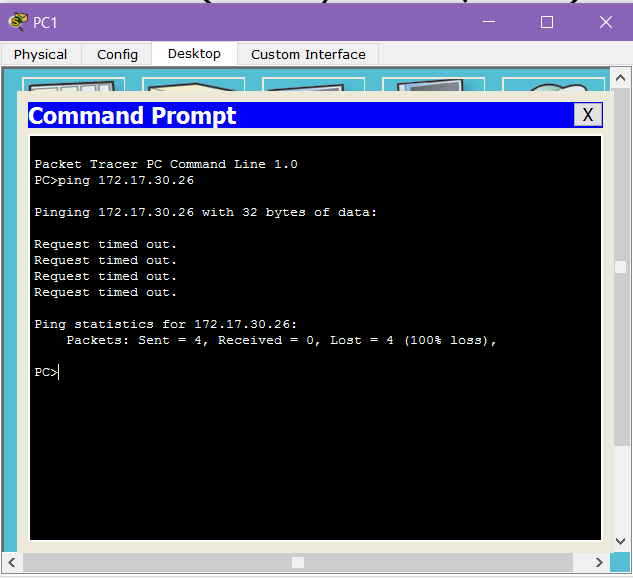 PC1
Physical Config Desktop Custom Interface
Command Prompt X
Packet Tracer PC Command Line 1.0
PC>ping 172.17.30.26
Pinging 172.17.30.26 with 32 bytes of data:
Request timed out.
Request timed out.
Request timed out.
Request timed out.
Ping statistics for 172.17.30.26:
Packets: Sent = 4, Received = 0, Lost = 4 (100% loss),
PC>